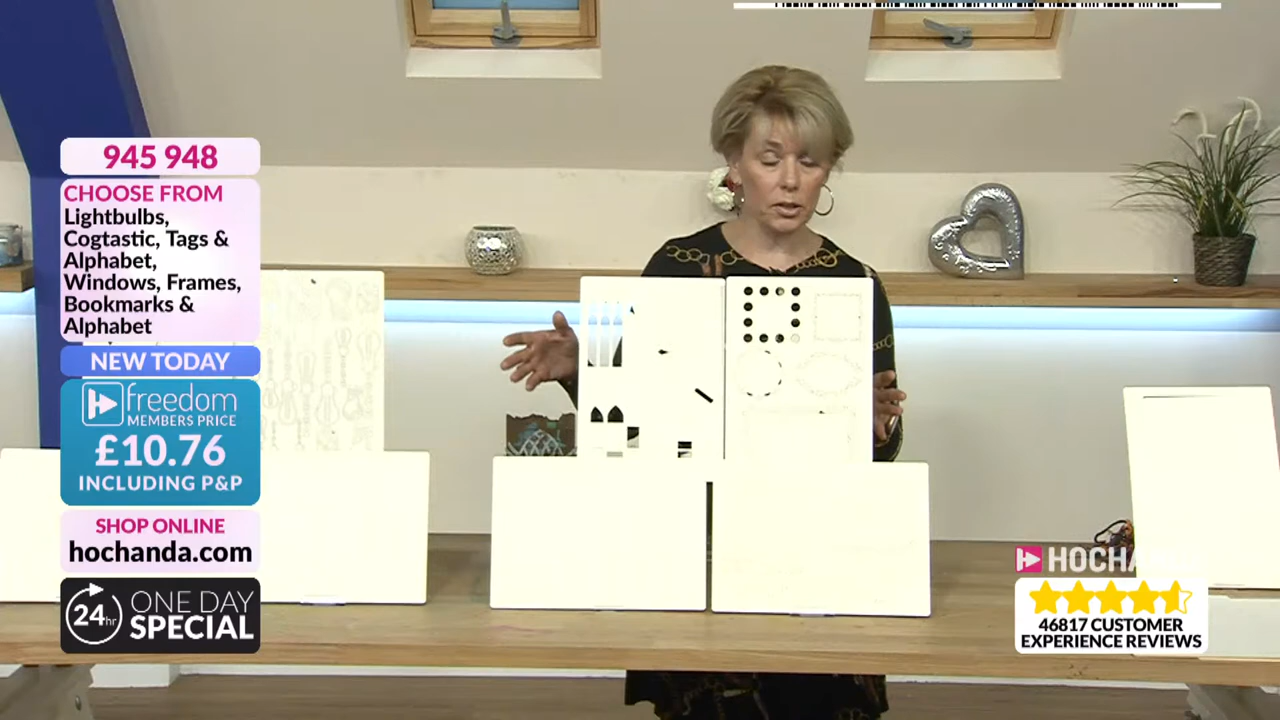 945 948
CHOOSE FROM
Lightbulbs,
Cogtastic, Tags &
Alphabet,
Windows, Frames,
Bookmarks &
Alphabet
NEW TODAY
freedom
MEMBERS PRICE
£10.76
INCLUDING P&P
SHOP ONLINE
hochanda.com
24hr
ONE DAY
SPECIAL
HOCHA
46817 CUSTOMER
EXPERIENCE REVIEWS